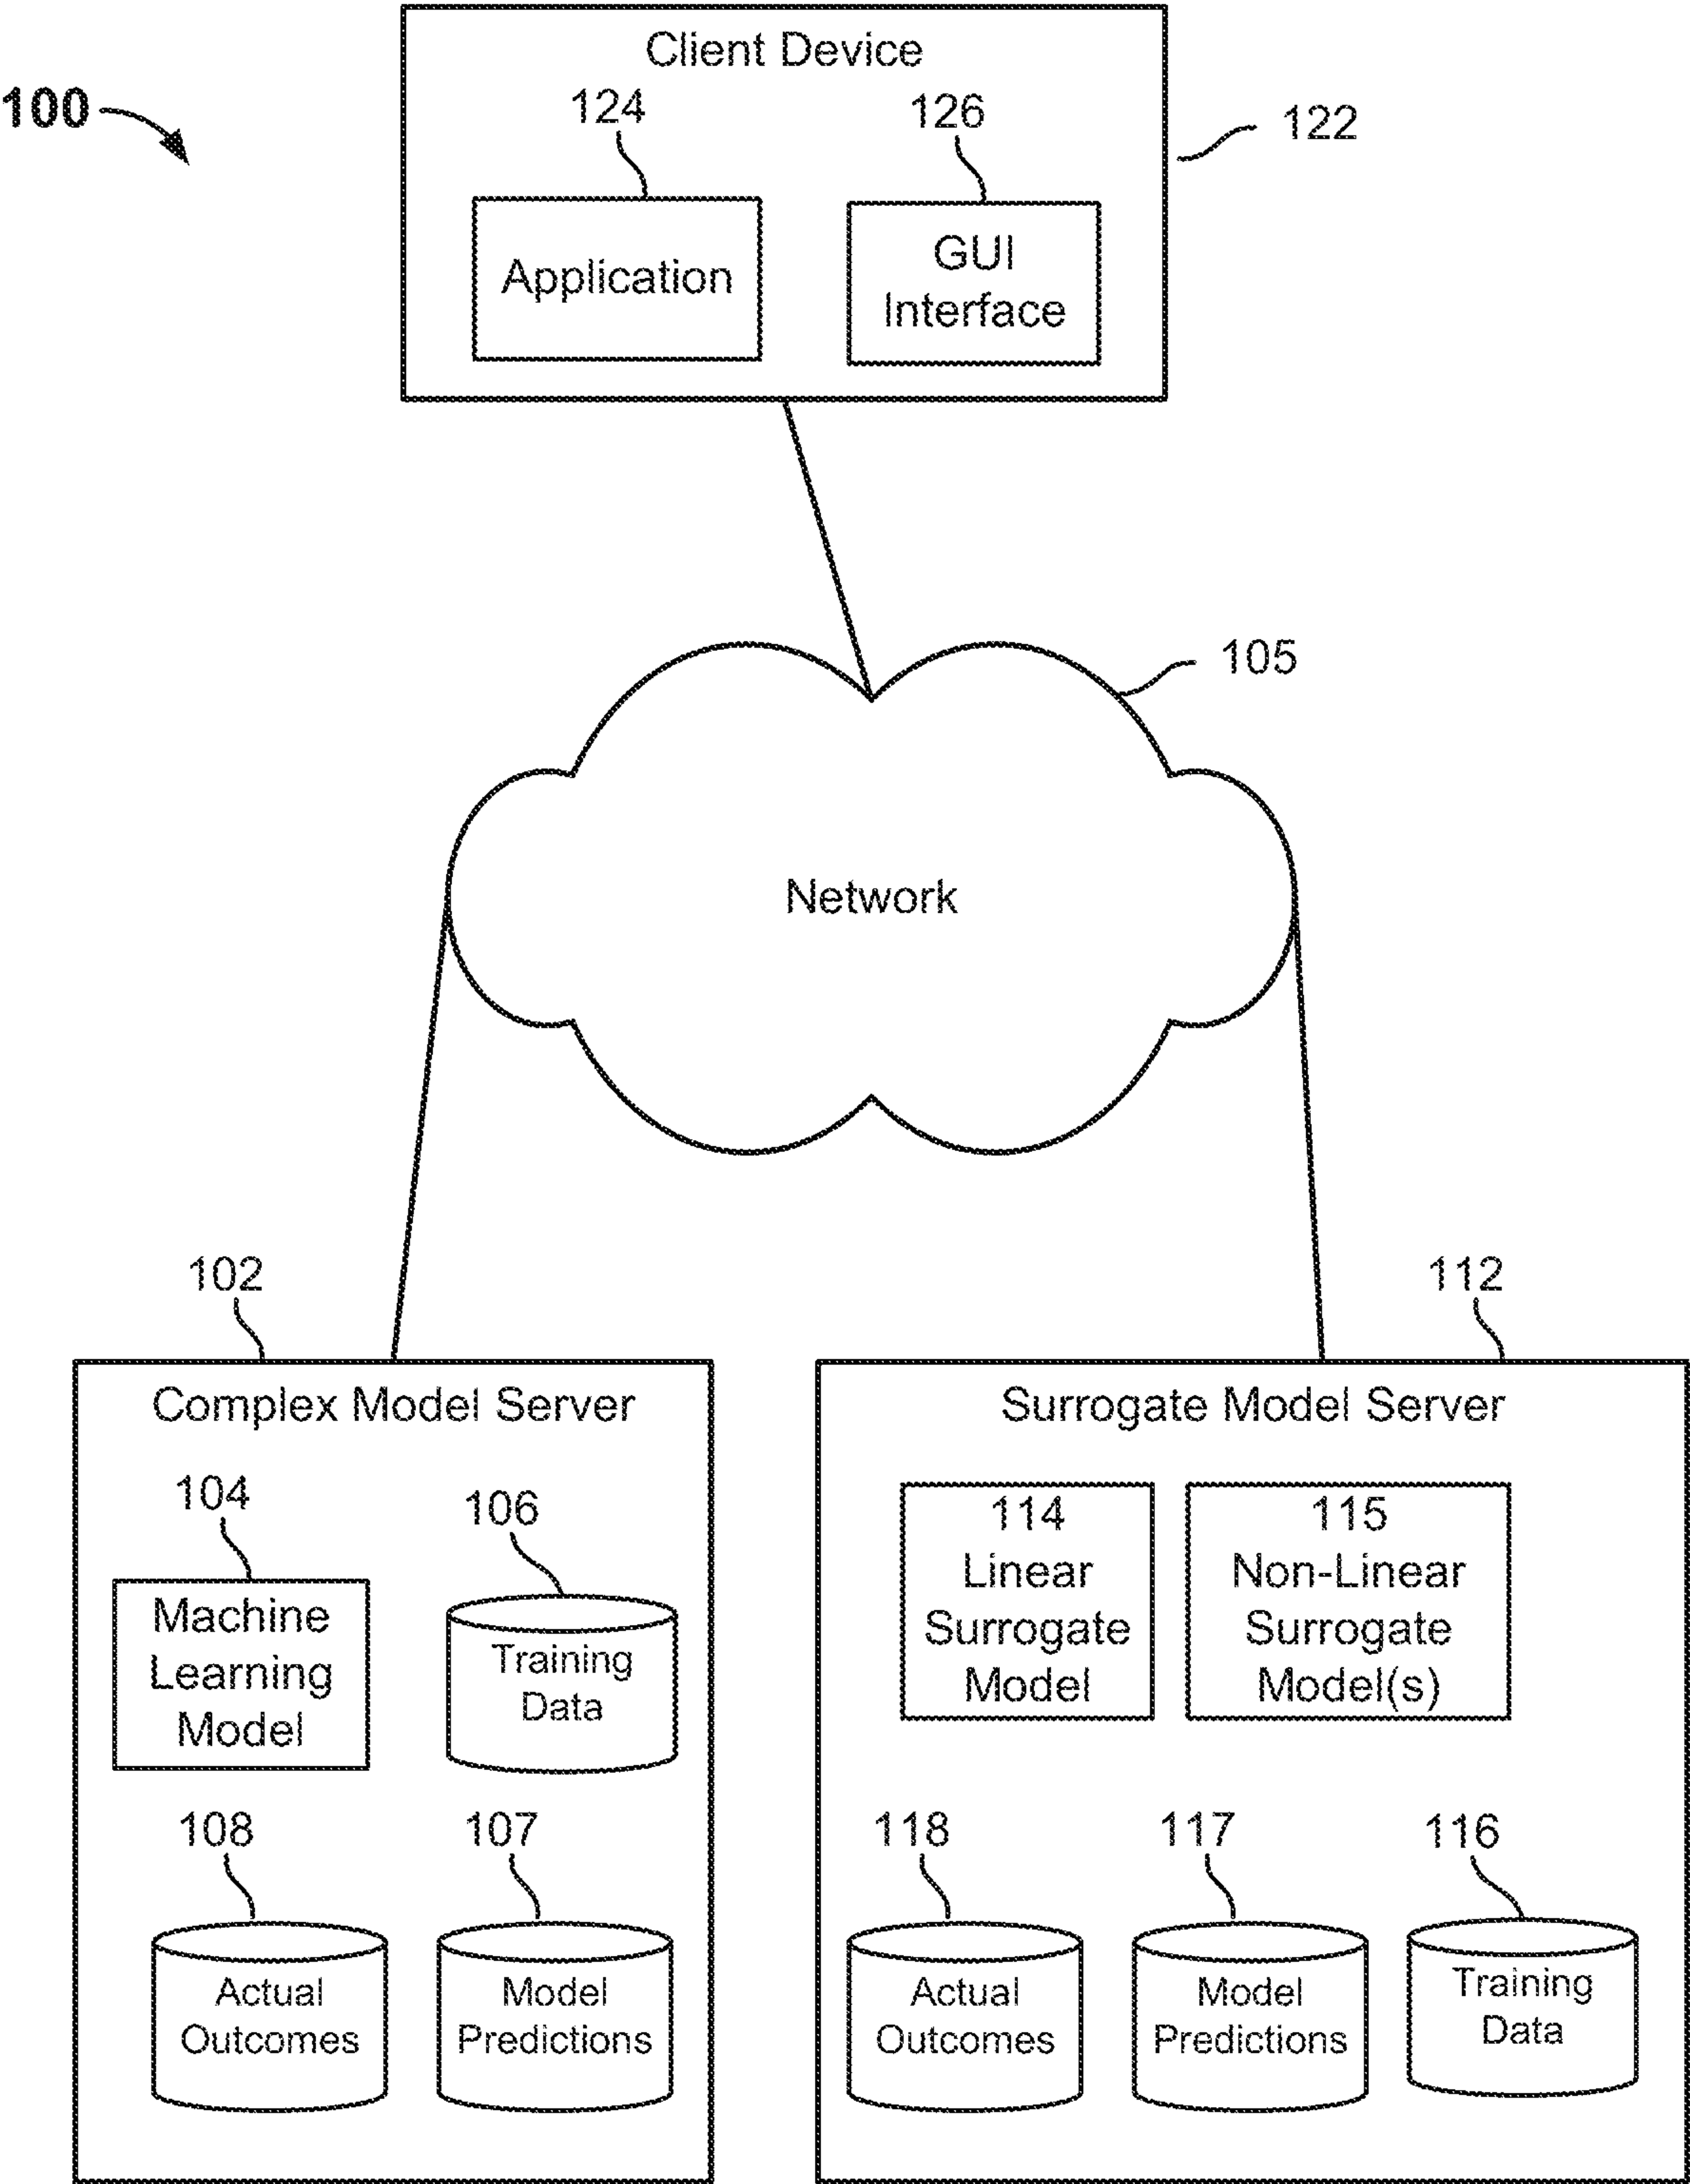 Client Device
100
124
126
122
Application
GUI
Interface
105
Network
102
112
Complex Model Server
104
106
Machine
Learning
Model
Training
Data
108
107
Actual
Outcomes
Model
Predictions
Surrogate Model Server
114
Linear
Surrogate
Model
115
Non-Linear
Surrogate
Model(s)
118
117
116
Actual
Outcomes
Model
Predictions
Training
Data